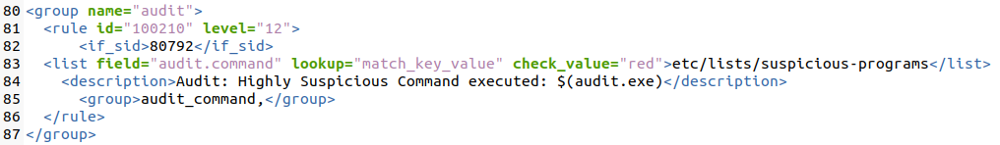 80 <group name="audit">
81   <rule id="100210" level="12">
82       <if_sid>80792</if_sid>
83   <list field="audit.command" lookup="match_key_value" check_value="red">etc/lists/suspicious-programs</list>
84     <description>Audit: Highly Suspicious Command executed: $(audit.exe)</description>
85       <group>audit_command,</group>
86   </rule>
87 </group>